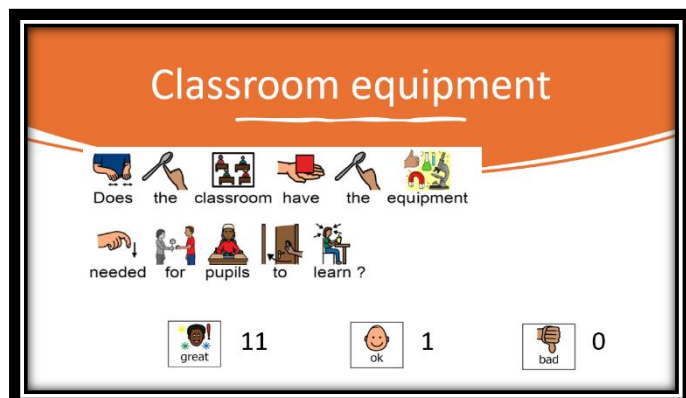 Classroom equipment
Does the classroom have the equipment
needed for pupils to learn ?
great 11 ok 1 bad 0